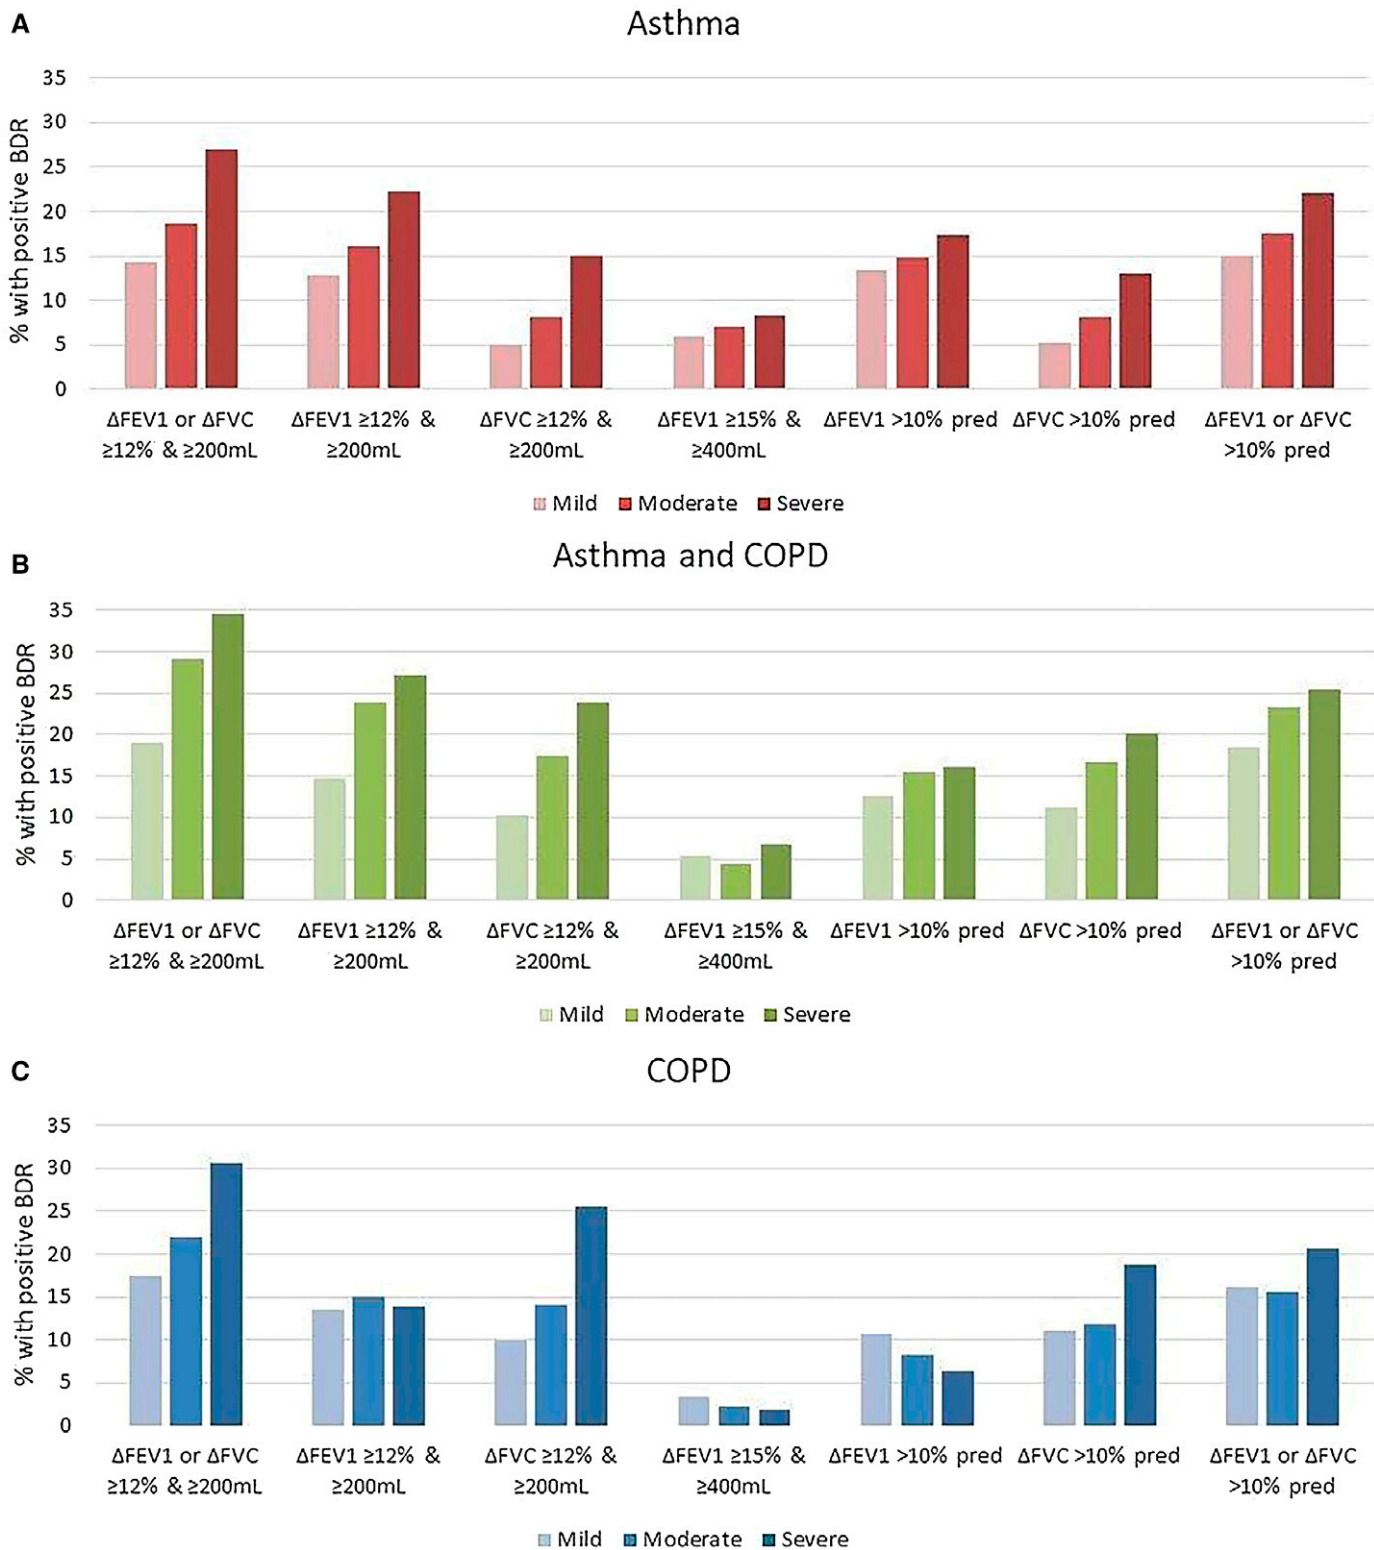 A
Asthma
% with positive BDR
35
30
25
20
15
10
5
0
ΔFEV1 or ΔFVC ≥12% & ≥200mL
ΔFEV1 ≥12% & ≥200mL
ΔFVC ≥12% & ≥200mL
ΔFEV1 ≥15% & ≥400mL
ΔFEV1 >10% pred
ΔFVC >10% pred
ΔFEV1 or ΔFVC >10% pred
Mild Moderate Severe
B
Asthma and COPD
% with positive BDR
35
30
25
20
15
10
5
0
ΔFEV1 or ΔFVC ≥12% & ≥200mL
ΔFEV1 ≥12% & ≥200mL
ΔFVC ≥12% & ≥200mL
ΔFEV1 ≥15% & ≥400mL
ΔFEV1 >10% pred
ΔFVC >10% pred
ΔFEV1 or ΔFVC >10% pred
Mild Moderate Severe
C
COPD
% with positive BDR
35
30
25
20
15
10
5
0
ΔFEV1 or ΔFVC ≥12% & ≥200mL
ΔFEV1 ≥12% & ≥200mL
ΔFVC ≥12% & ≥200mL
ΔFEV1 ≥15% & ≥400mL
ΔFEV1 >10% pred
ΔFVC >10% pred
ΔFEV1 or ΔFVC >10% pred
Mild Moderate Severe